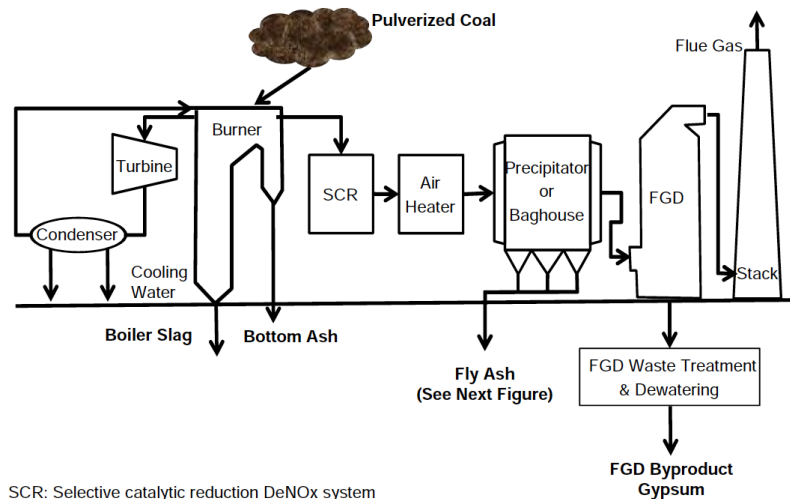 Pulverized Coal
Flue Gas
Burner
Turbine
SCR
Air
Heater
Precipitator
or
Baghouse
FGD
Condenser
Cooling
Water
Stack
Boiler Slag
Bottom Ash
Fly Ash
(See Next Figure)
FGD Waste Treatment
& Dewatering
FGD Byproduct
Gypsum
SCR: Selective catalytic reduction DeNOx system